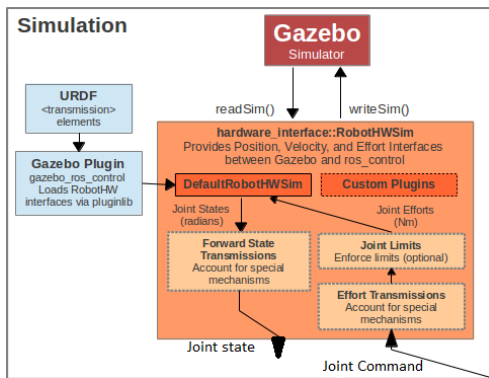 Simulation
Gazebo
Simulator
URDF
<transmission>
elements
readSim()
writeSim()
hardware_interface::RobotHWSim
Provides Position, Velocity, and Effort Interfaces
between Gazebo and ros_control
Gazebo Plugin
gazebo_ros_control
Loads RobotHW
interfaces via pluginlib
DefaultRobotHWSim
Custom Plugins
Joint States
(radians)
Joint Efforts
(Nm)
Forward State
Transmissions
Account for special
mechanisms
Joint Limits
Enforce limits (optional)
Effort Transmissions
Account for special
mechanisms
Joint state
Joint Command